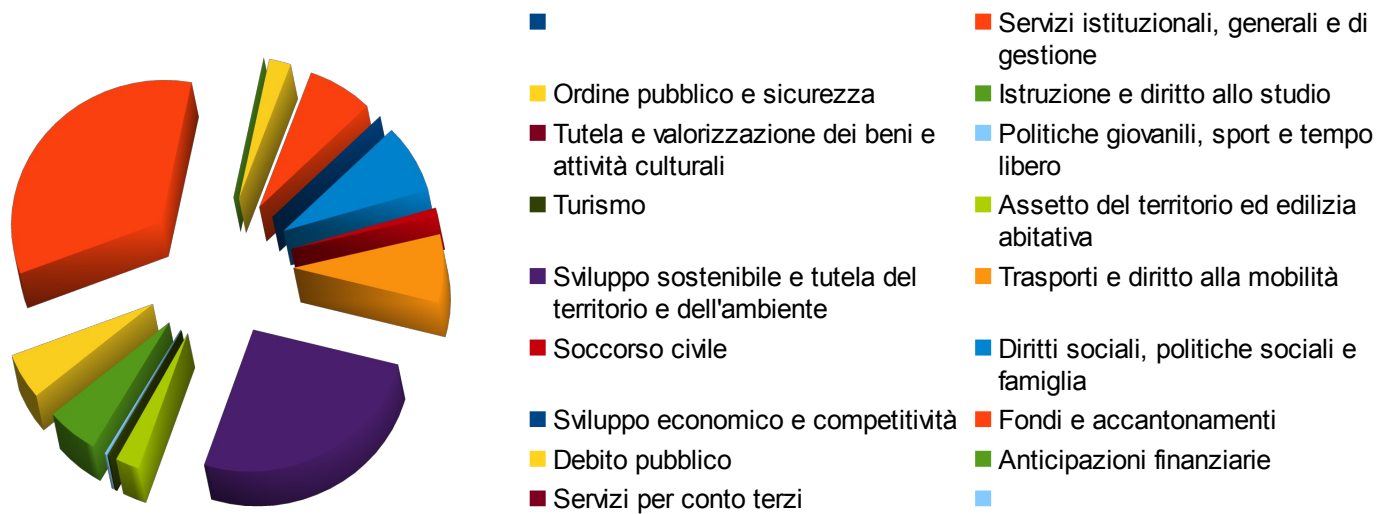 Servizi istituzionali, generali e di
gestione
Ordine pubblico e sicurezza
Istruzione e diritto allo studio
Tutela e valorizzazione dei beni e
attività culturali
Politiche giovanili, sport e tempo
libero
Turismo
Assetto del territorio ed edilizia
abitativa
Sviluppo sostenibile e tutela del
territorio e dell'ambiente
Trasporti e diritto alla mobilità
Soccorso civile
Diritti sociali, politiche sociali e
famiglia
Sviluppo economico e competitività
Fondi e accantonamenti
Debito pubblico
Anticipazioni finanziarie
Servizi per conto terzi